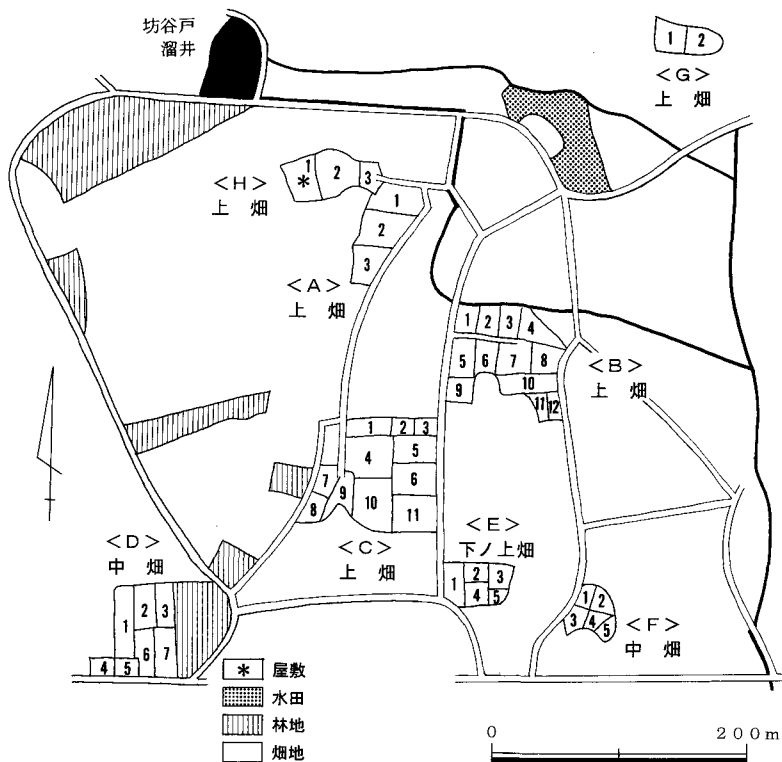 坊谷戸
溜井
1 2
<G>
上畑
<H>
上畑
1 2 3
*
1
2
3
<A>
上畑
1 2 3 4
5 6 7 8
9 10
11 12
<B>
上畑
1 2 3
4 5
6
7 8 9 10 11
<C>
上畑
<D>
中畑
1 2 3
4 5 6 7
<E>
下ノ上畑
1 2 3
4 5
1 2
3 4 5
<F>
中畑
* 屋敷
水田
林地
畑地
0 200m